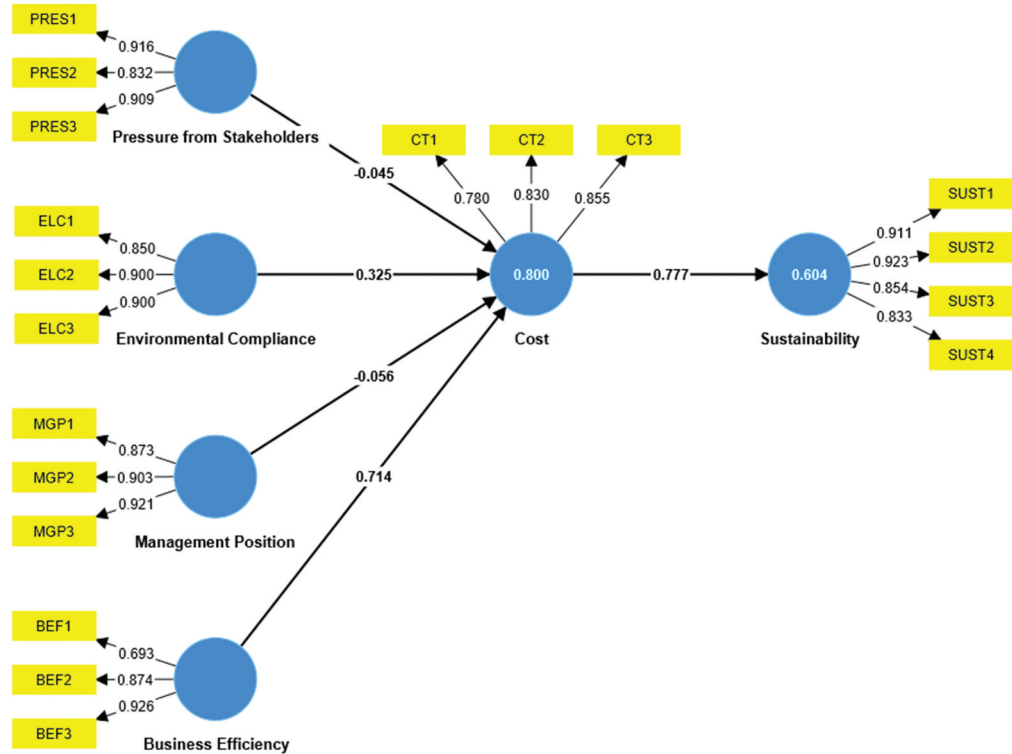 PRES1
0.916
PRES2
0.832
PRES3
0.909
Pressure from Stakeholders
-0.045
CT1
CT2
CT3
0.780
0.830
0.855
ELC1
0.850
ELC2
0.900
ELC3
0.900
Environmental Compliance
0.325
0.800
Cost
0.777
0.604
Sustainability
SUST1
0.911
SUST2
0.923
SUST3
0.854
SUST4
0.833
MGP1
0.873
MGP2
0.903
MGP3
0.921
Management Position
-0.056
0.714
BEF1
0.693
BEF2
0.874
BEF3
0.926
Business Efficiency